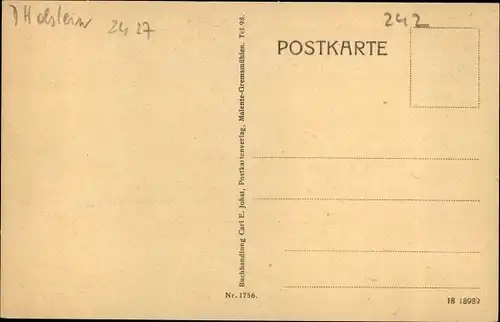 Holstein
24 27
242
POSTKARTE
Buchhandlung Carl E. Johst, Postkartenverlag, Malente-Gremsmühlen. Tel 98.
Nr. 1756.
18 18989